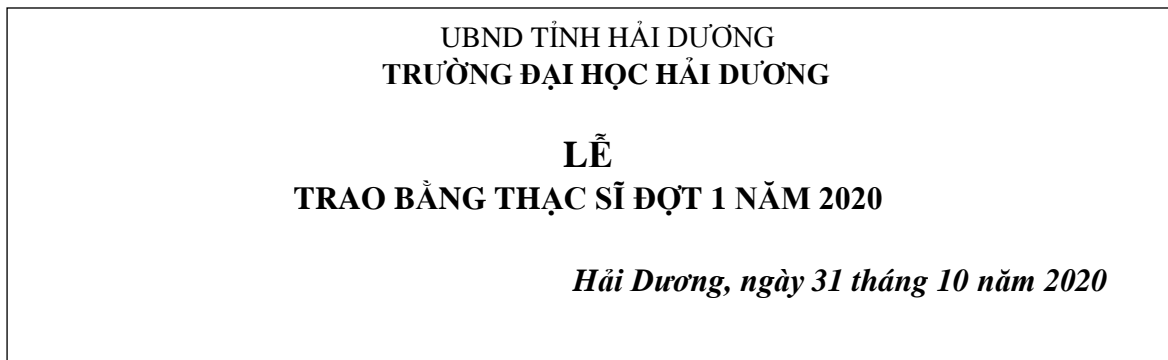 UBND TỈNH HẢI DƯƠNG
TRƯỜNG ĐẠI HỌC HẢI DƯƠNG
LỄ
TRAO BẰNG THẠC SĨ ĐỢT 1 NĂM 2020
Hải Dương, ngày 31 tháng 10 năm 2020